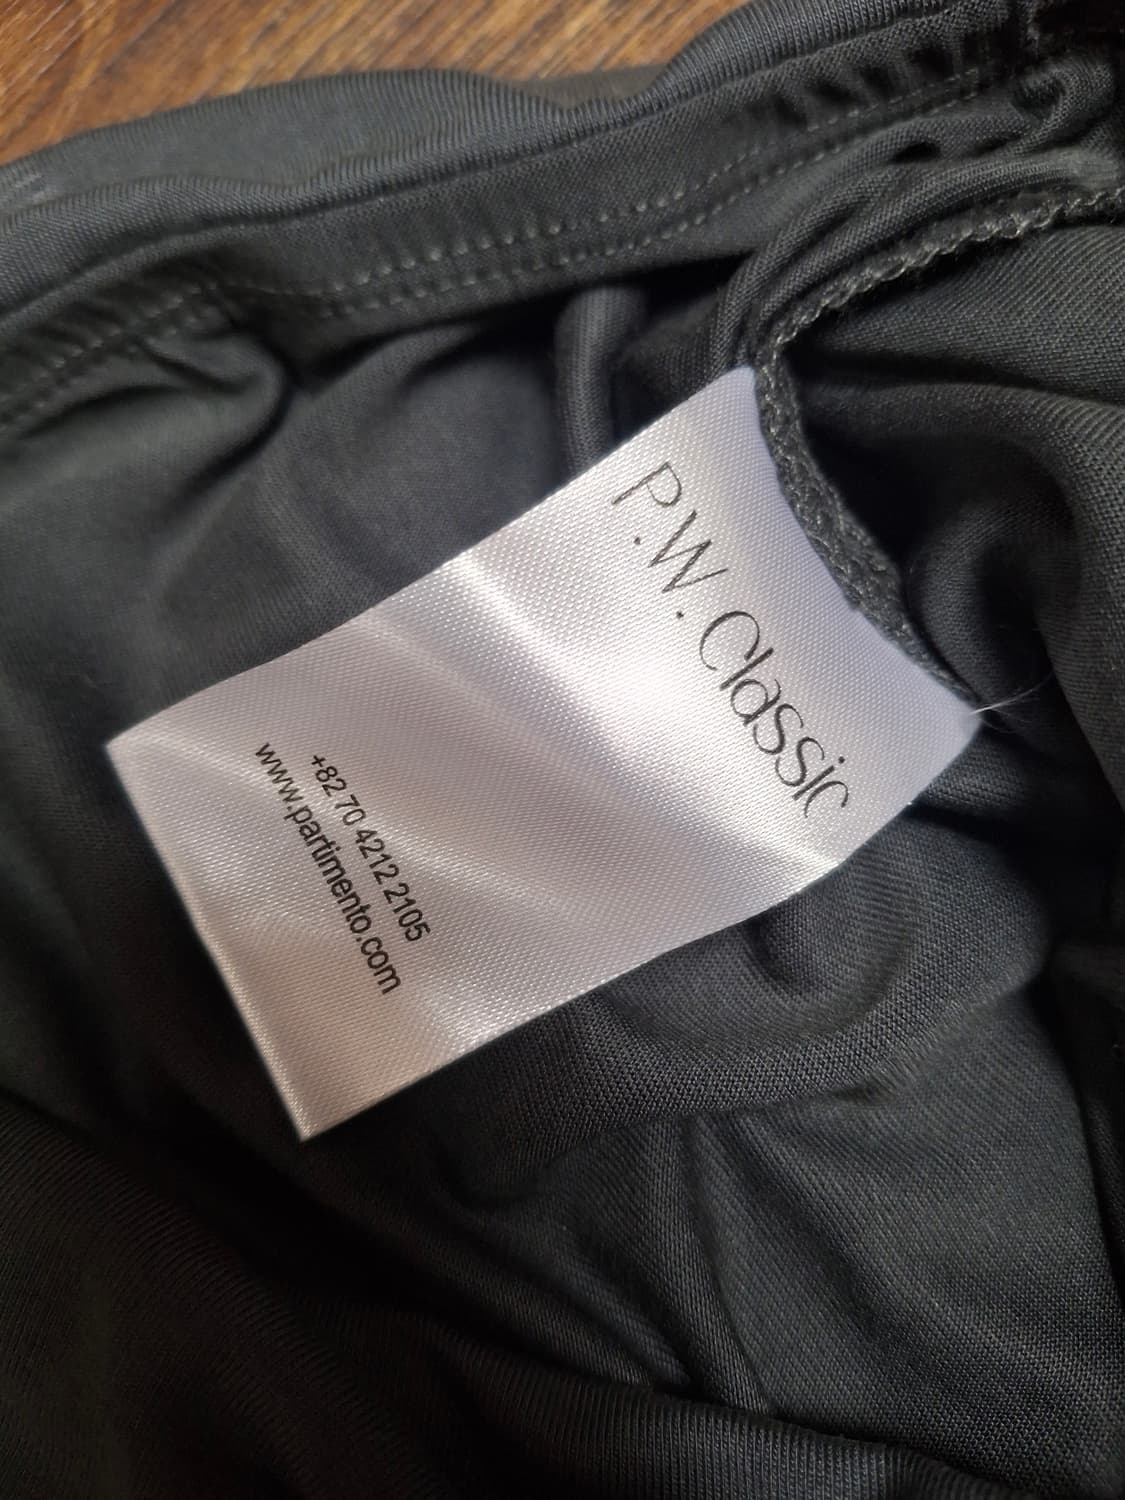 P.W. Classic
+82 70 4212 2105
www.partimento.com